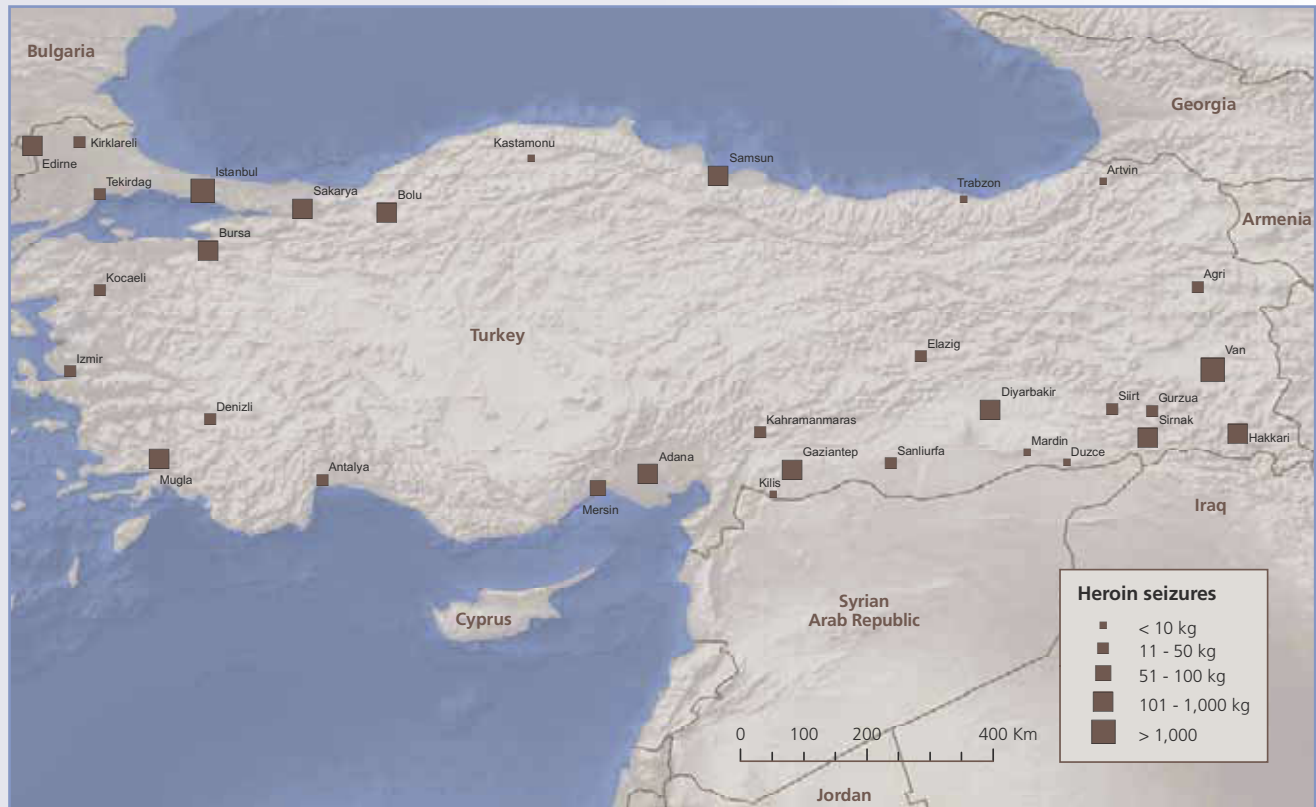 Bulgaria
Georgia
Kirklareli
Kastamonu
Edirne
Samsun
Istanbul
Artvin
Tekirdag
Trabzon
Sakarya
Bolu
Armenia
Bursa
Kocaeli
Agri
Turkey
Elazig
Izmir
Van
Diyarbakir
Siirt
Gurzua
Denizli
Kahramanmaras
Sirnak
Hakkari
Mardin
Adana
Gaziantep
Sanliurfa
Duzce
Mugla
Antalya
Kilis
Mersin
Iraq
Heroin seizures
< 10 kg
11 - 50 kg
51 - 100 kg
101 - 1,000 kg
> 1,000
Syrian
Arab Republic
Cyprus
0 100 200 400 Km
Jordan